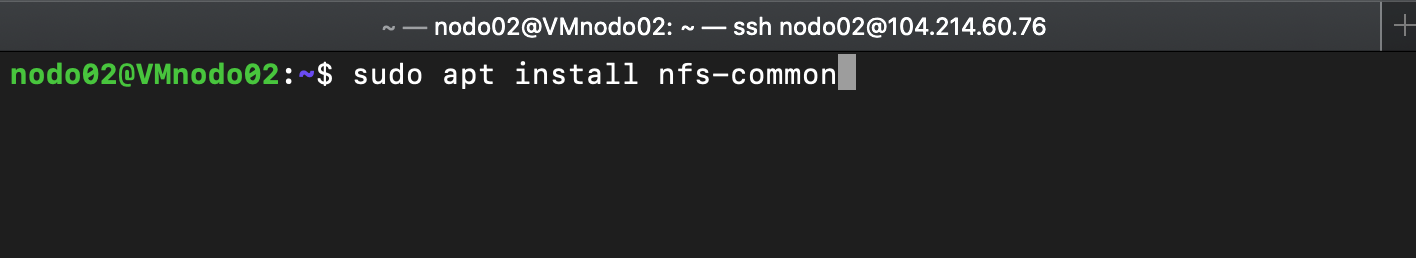 ~ — nodo02@VMnodo02: ~ — ssh nodo02@104.214.60.76
nodo02@VMnodo02:~$ sudo apt install nfs-common